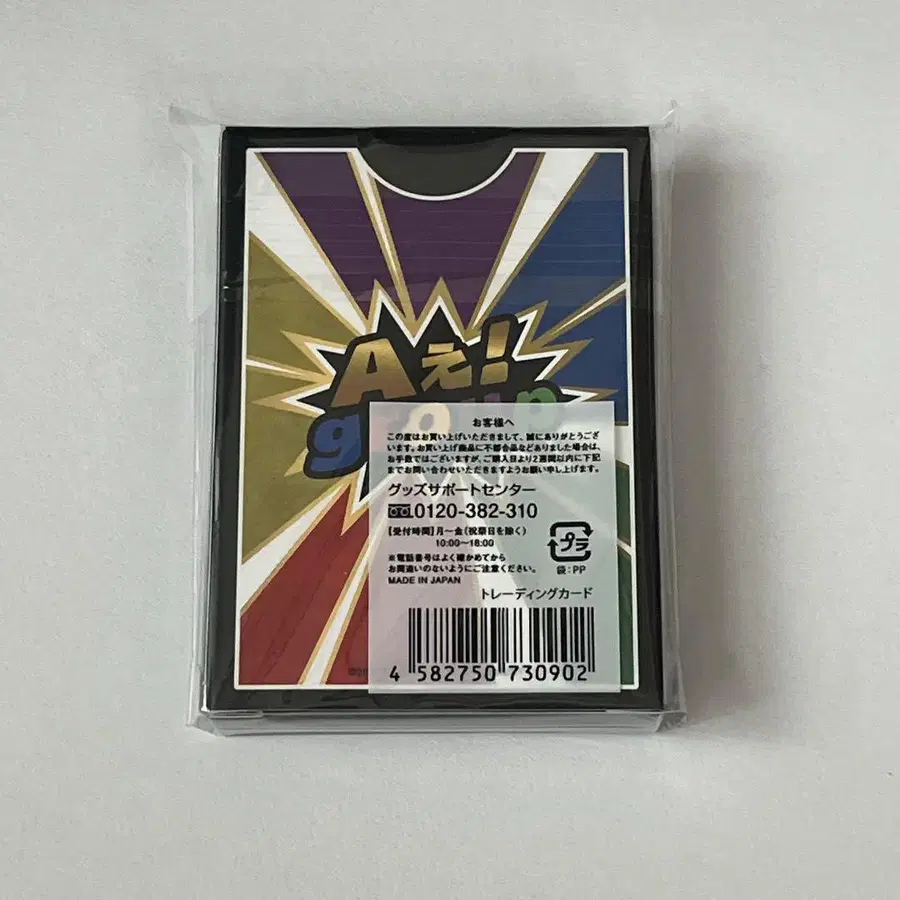 Aぇ!
group
お客様へ
この度はお買い上げいただきまして、誠にありがとうござ
います。お買い上げ商品に不都合品などありました場合は、
お手数ではございますが、ご購入日より2週間以内に下記
までお問い合わせいただきますようお願い申し上げます。
グッズサポートセンター
0120-382-310
【受付時間】月〜金(祝祭日を除く)
10:00〜18:00
※電話番号はよく確かめてから
お間違いのないようにご注意ください。
MADE IN JAPAN
プラ
袋:PP
トレーディングカード
4 582750 730902